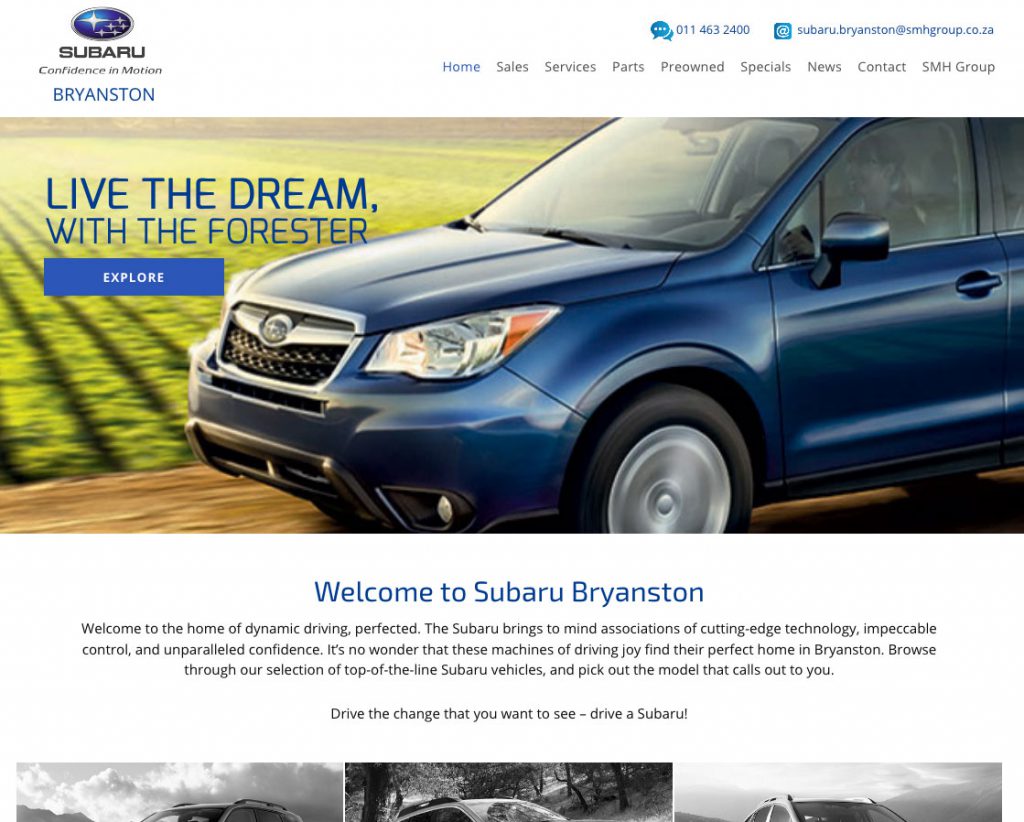 SUBARU
Confidence in Motion
BRYANSTON
011 463 2400
subaru.bryanston@smhgroup.co.za
Home Sales Services Parts Preowned Specials News Contact SMH Group
LIVE THE DREAM,
WITH THE FORESTER
EXPLORE
Welcome to Subaru Bryanston
Welcome to the home of dynamic driving, perfected. The Subaru brings to mind associations of cutting-edge technology, impeccable
control, and unparalleled confidence. It’s no wonder that these machines of driving joy find their perfect home in Bryanston. Browse
through our selection of top-of-the-line Subaru vehicles, and pick out the model that calls out to you.
Drive the change that you want to see – drive a Subaru!